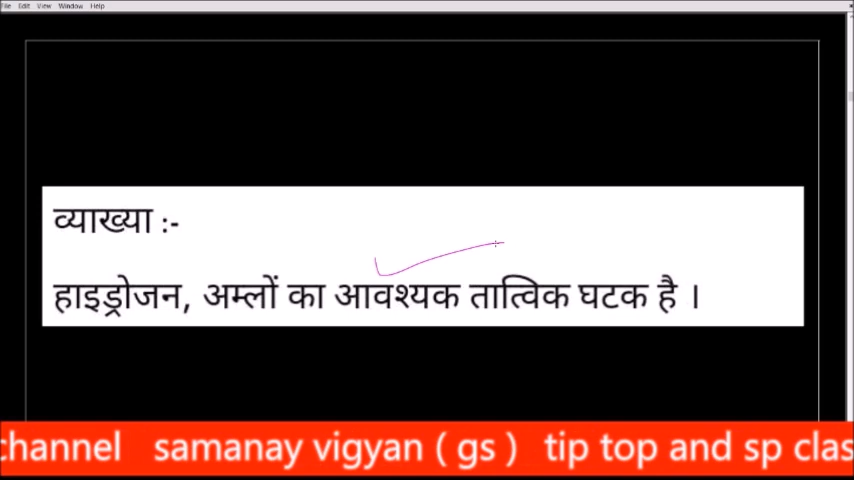 File Edit View Window Help
व्याख्या :-
हाइड्रोजन, अम्लों का आवश्यक तात्विक घटक है ।
channel samanay vigyan ( gs ) tip top and sp clas